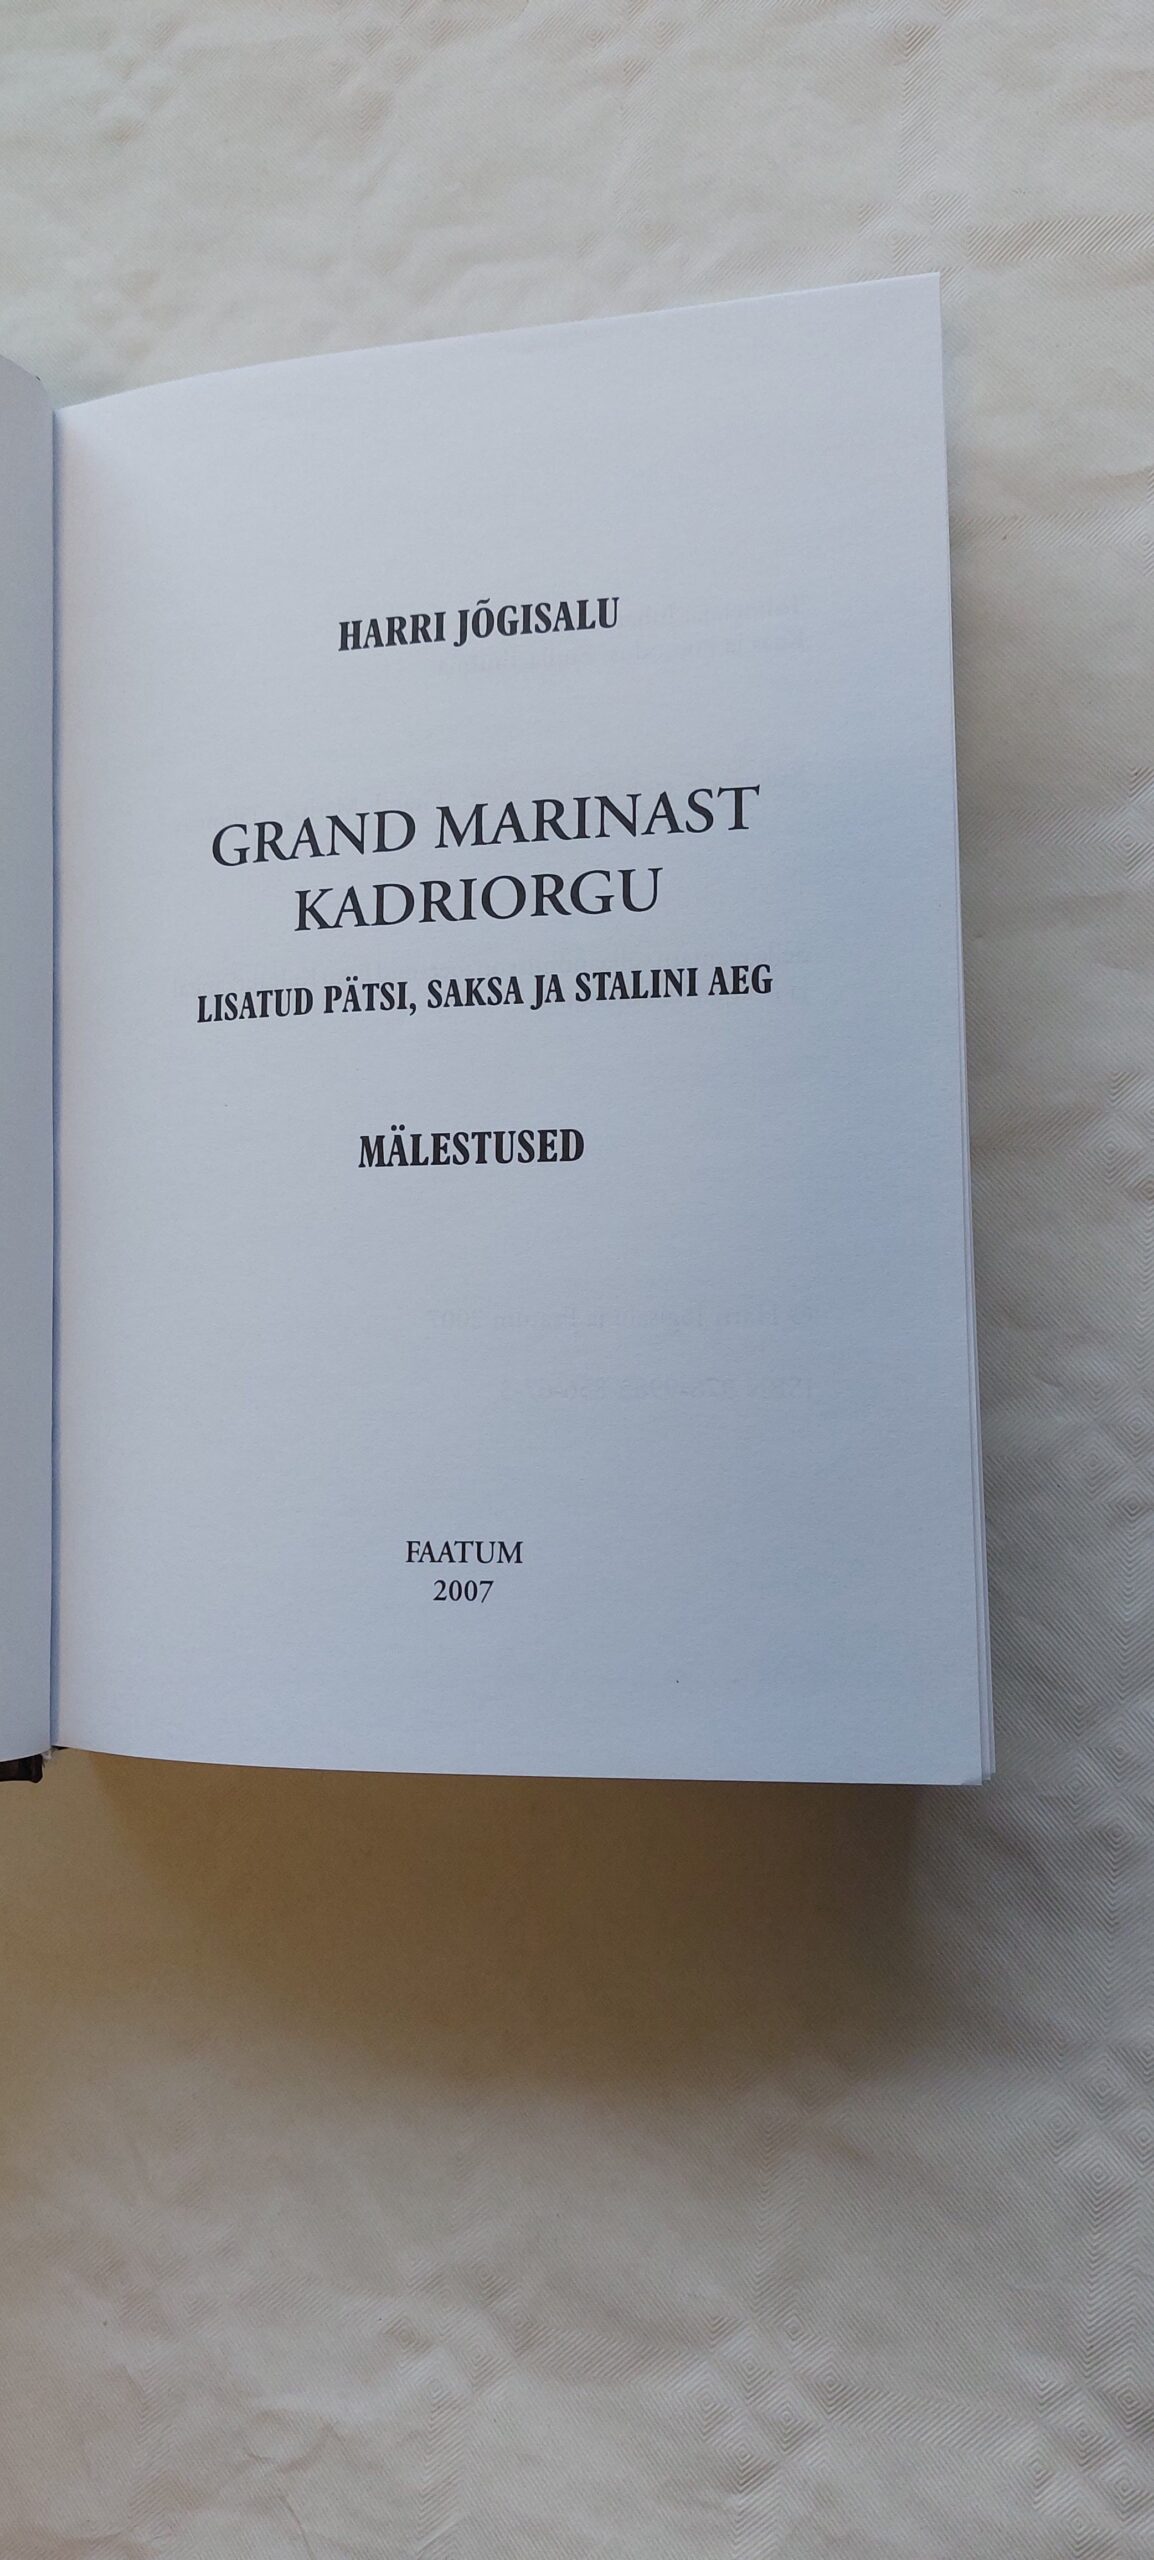 HARRI JÕGISALU
GRAND MARINAST
KADRIORGU
LISATUD PÄTSI, SAKSA JA STALINI AEG
MÄLESTUSED
FAATUM
2007